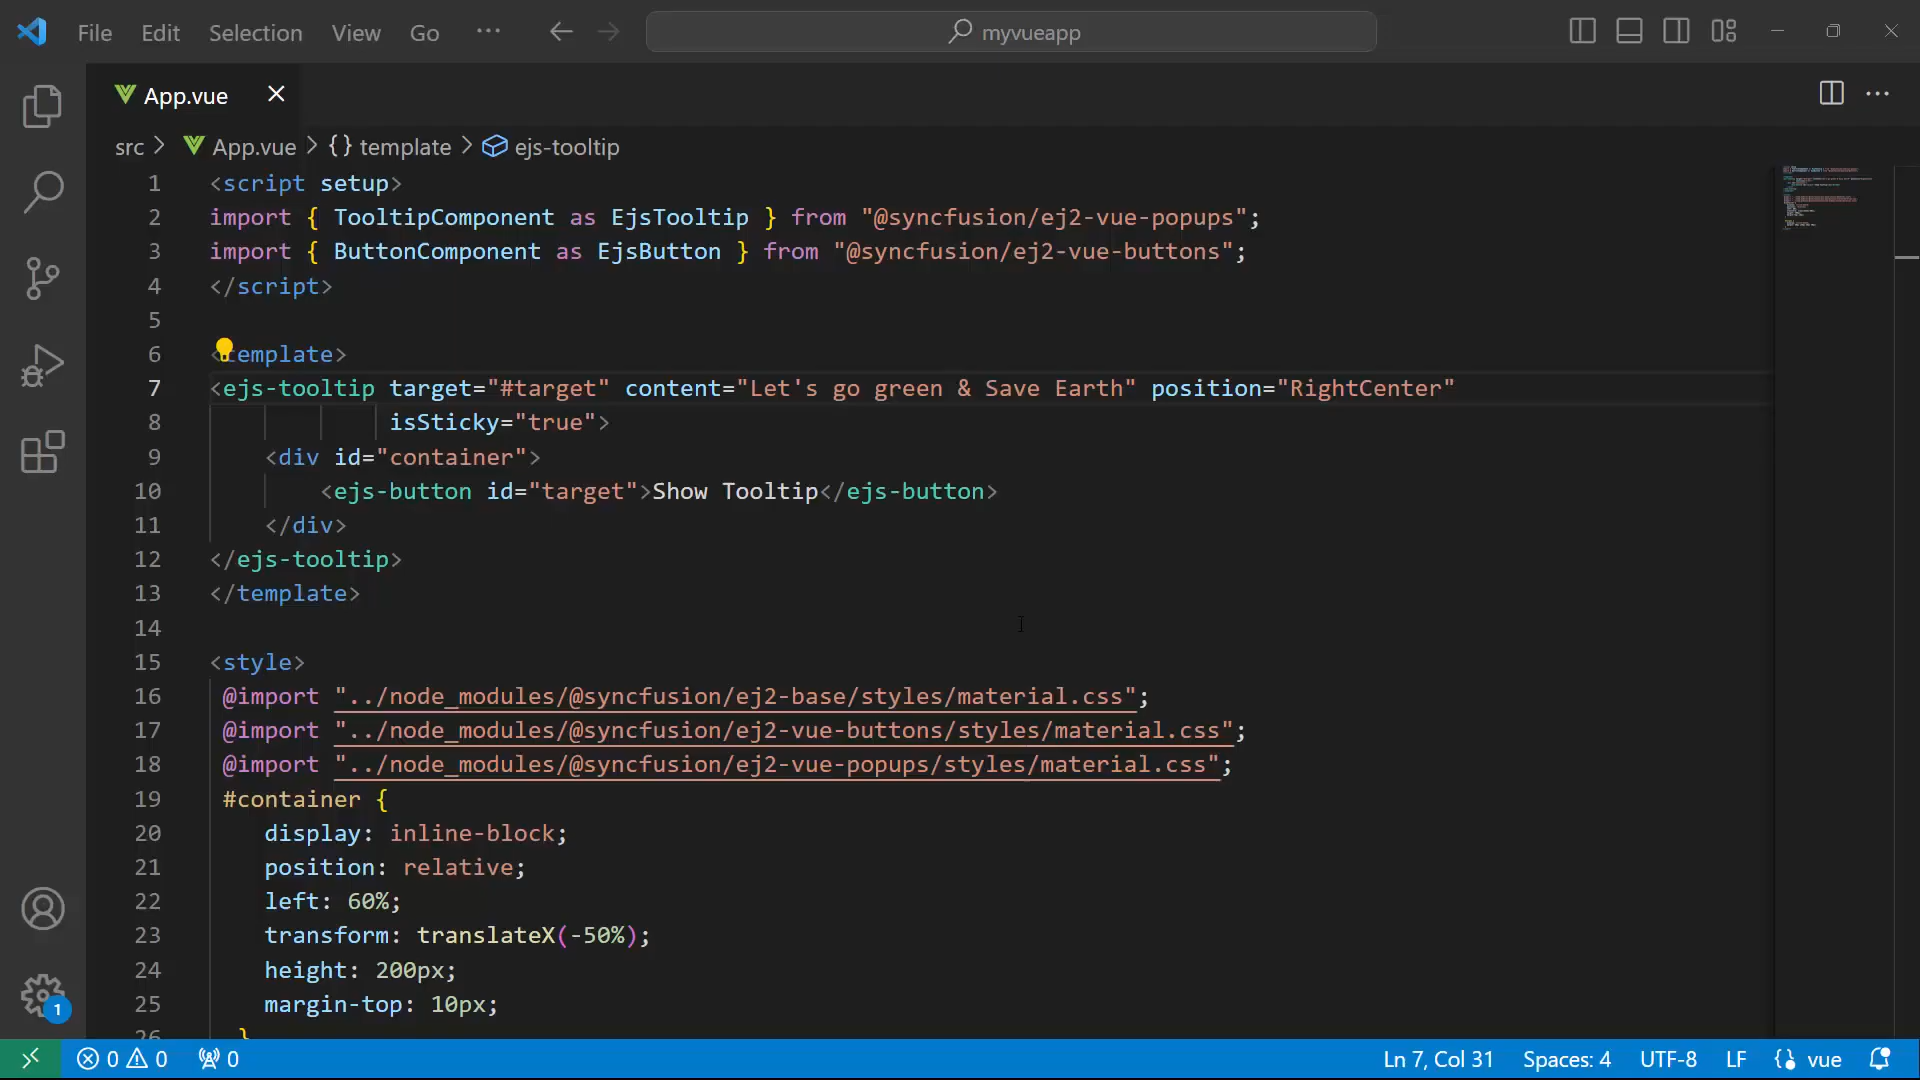 File Edit Selection View Go ··· myvueapp
App.vue
src > App.vue > {} template > ejs-tooltip
1 <script setup>
2 import { TooltipComponent as EjsTooltip } from "@syncfusion/ej2-vue-popups";
3 import { ButtonComponent as EjsButton } from "@syncfusion/ej2-vue-buttons";
4 </script>
5
6 <template>
7 <ejs-tooltip target="#target" content="Let's go green & Save Earth" position="RightCenter"
8 isSticky="true">
9 <div id="container">
10 <ejs-button id="target">Show Tooltip</ejs-button>
11 </div>
12 </ejs-tooltip>
13 </template>
14
15 <style>
16 @import "../node_modules/@syncfusion/ej2-base/styles/material.css";
17 @import "../node_modules/@syncfusion/ej2-vue-buttons/styles/material.css";
18 @import "../node_modules/@syncfusion/ej2-vue-popups/styles/material.css";
19 #container {
20 display: inline-block;
21 position: relative;
22 left: 60%;
23 transform: translateX(-50%);
24 height: 200px;
25 margin-top: 10px;
26 }
1
0 0 0 Ln 7, Col 31 Spaces: 4 UTF-8 LF {} vue